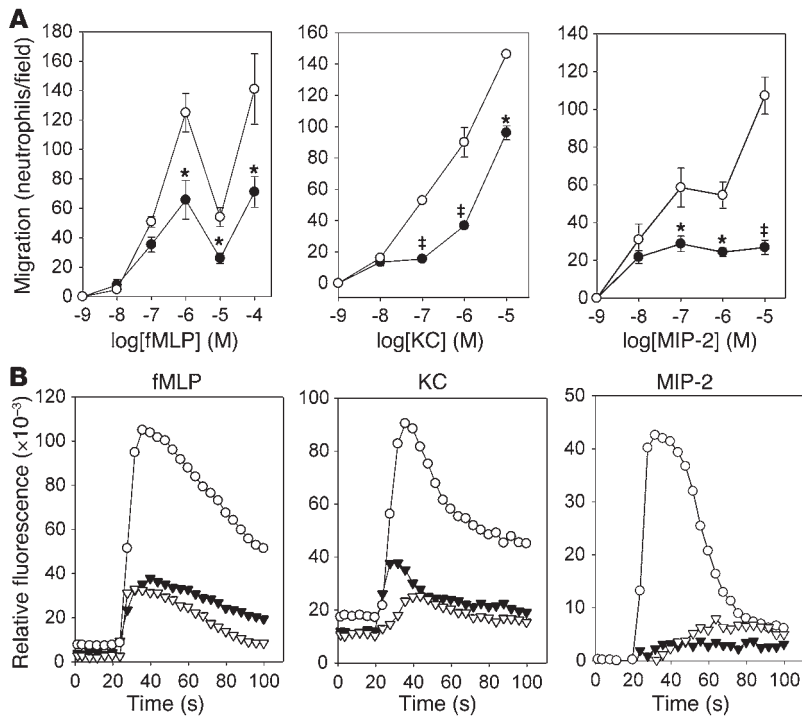 A
Migration (neutrophils/field)
180
160
140
120
100
80
60
40
20
0
* * *
-9 -8 -7 -6 -5 -4
log[fMLP] (M)
160
140
120
100
80
60
40
20
0
‡ ‡ *
-9 -8 -7 -6 -5
log[KC] (M)
140
120
100
80
60
40
20
0
* * ‡
-9 -8 -7 -6 -5
log[MIP-2] (M)
B
Relative fluorescence (×10⁻³)
fMLP
120
100
80
60
40
20
0
0 20 40 60 80 100
Time (s)
KC
100
80
60
40
20
0
0 20 40 60 80 100
Time (s)
MIP-2
50
40
30
20
10
0
0 20 40 60 80 100
Time (s)